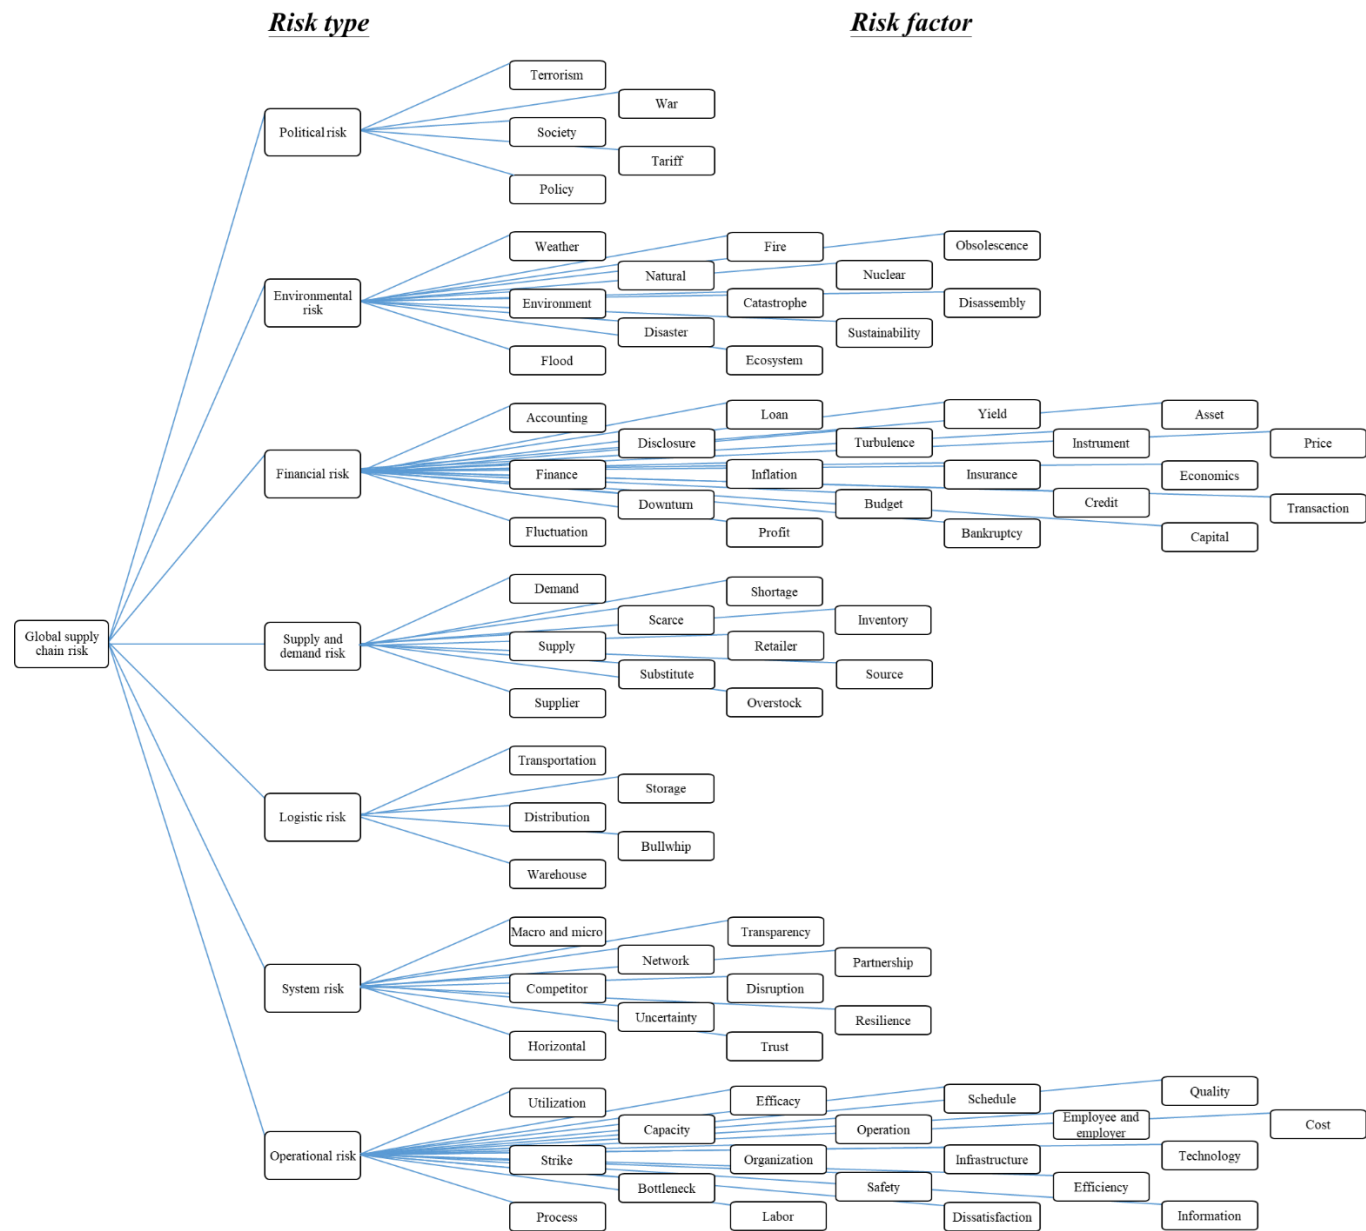 Risk type
Risk factor
Global supply
chain risk
Political risk
Terrorism
War
Society
Tariff
Policy
Environmental
risk
Weather
Fire
Obsolescence
Natural
Nuclear
Environment
Catastrophe
Disassembly
Disaster
Sustainability
Flood
Ecosystem
Financial risk
Accounting
Loan
Yield
Asset
Disclosure
Turbulence
Instrument
Price
Finance
Inflation
Insurance
Economics
Downturn
Budget
Credit
Transaction
Fluctuation
Profit
Bankruptcy
Capital
Supply and
demand risk
Demand
Shortage
Scarce
Inventory
Supply
Retailer
Substitute
Source
Supplier
Overstock
Logistic risk
Transportation
Storage
Distribution
Bullwhip
Warehouse
System risk
Macro and micro
Transparency
Network
Partnership
Competitor
Disruption
Uncertainty
Resilience
Horizontal
Trust
Operational risk
Utilization
Efficacy
Schedule
Quality
Capacity
Operation
Employee and
employer
Cost
Strike
Organization
Infrastructure
Technology
Bottleneck
Safety
Efficiency
Process
Labor
Dissatisfaction
Information